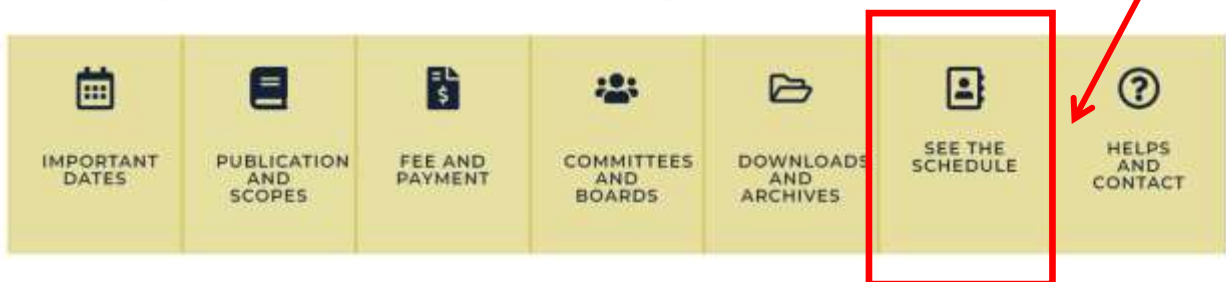 IMPORTANT
DATES
PUBLICATION
AND
SCOPES
FEE AND
PAYMENT
COMMITTEES
AND
BOARDS
DOWNLOADS
AND
ARCHIVES
SEE THE
SCHEDULE
HELPS
AND
CONTACT